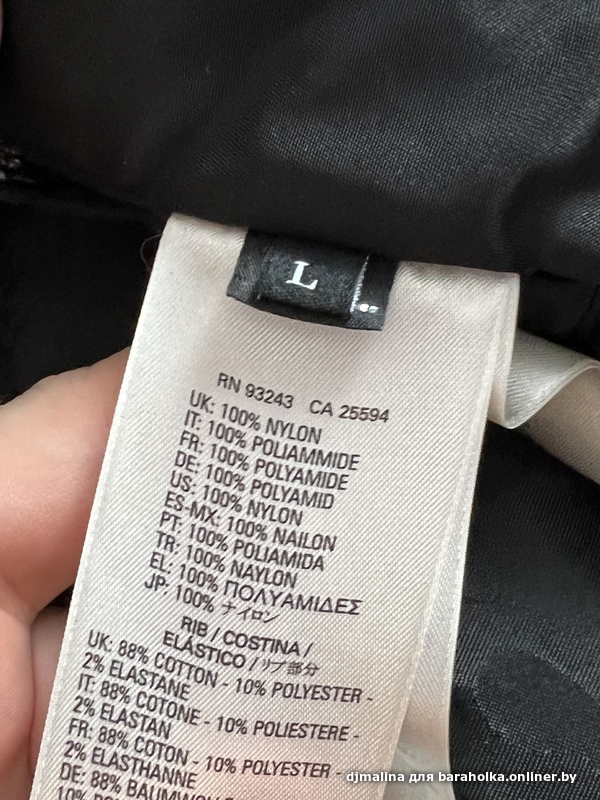 L
RN 93243 CA 25594
UK: 100% NYLON
IT: 100% POLIAMMIDE
FR: 100% POLYAMIDE
DE: 100% POLYAMID
US: 100% NYLON
ES-MX: 100% NAILON
PT: 100% POLIAMIDA
TR: 100% NAYLON
EL: 100% ΠΟΛΥΑΜΙΔΕΣ
JP: 100% ナイロン
RIB / COSTINA /
ELÁSTICO / リブ部分
UK: 88% COTTON - 10% POLYESTER -
2% ELASTANE
IT: 88% COTONE - 10% POLIESTERE -
2% ELASTAN
FR: 88% COTON - 10% POLYESTER -
2% ELASTHANNE
DE: 88% BAUMWOLLE
10%
djmalina для baraholka.onliner.by